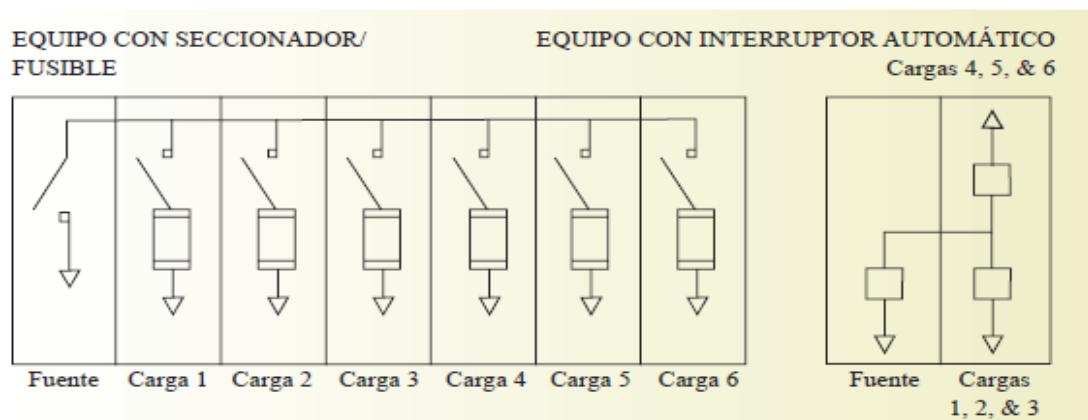 EQUIPO CON SECCIONADOR/
FUSIBLE
EQUIPO CON INTERRUPTOR AUTOMÁTICO
Cargas 4, 5, & 6
Fuente
Carga 1
Carga 2
Carga 3
Carga 4
Carga 5
Carga 6
Fuente
Cargas
1, 2, & 3